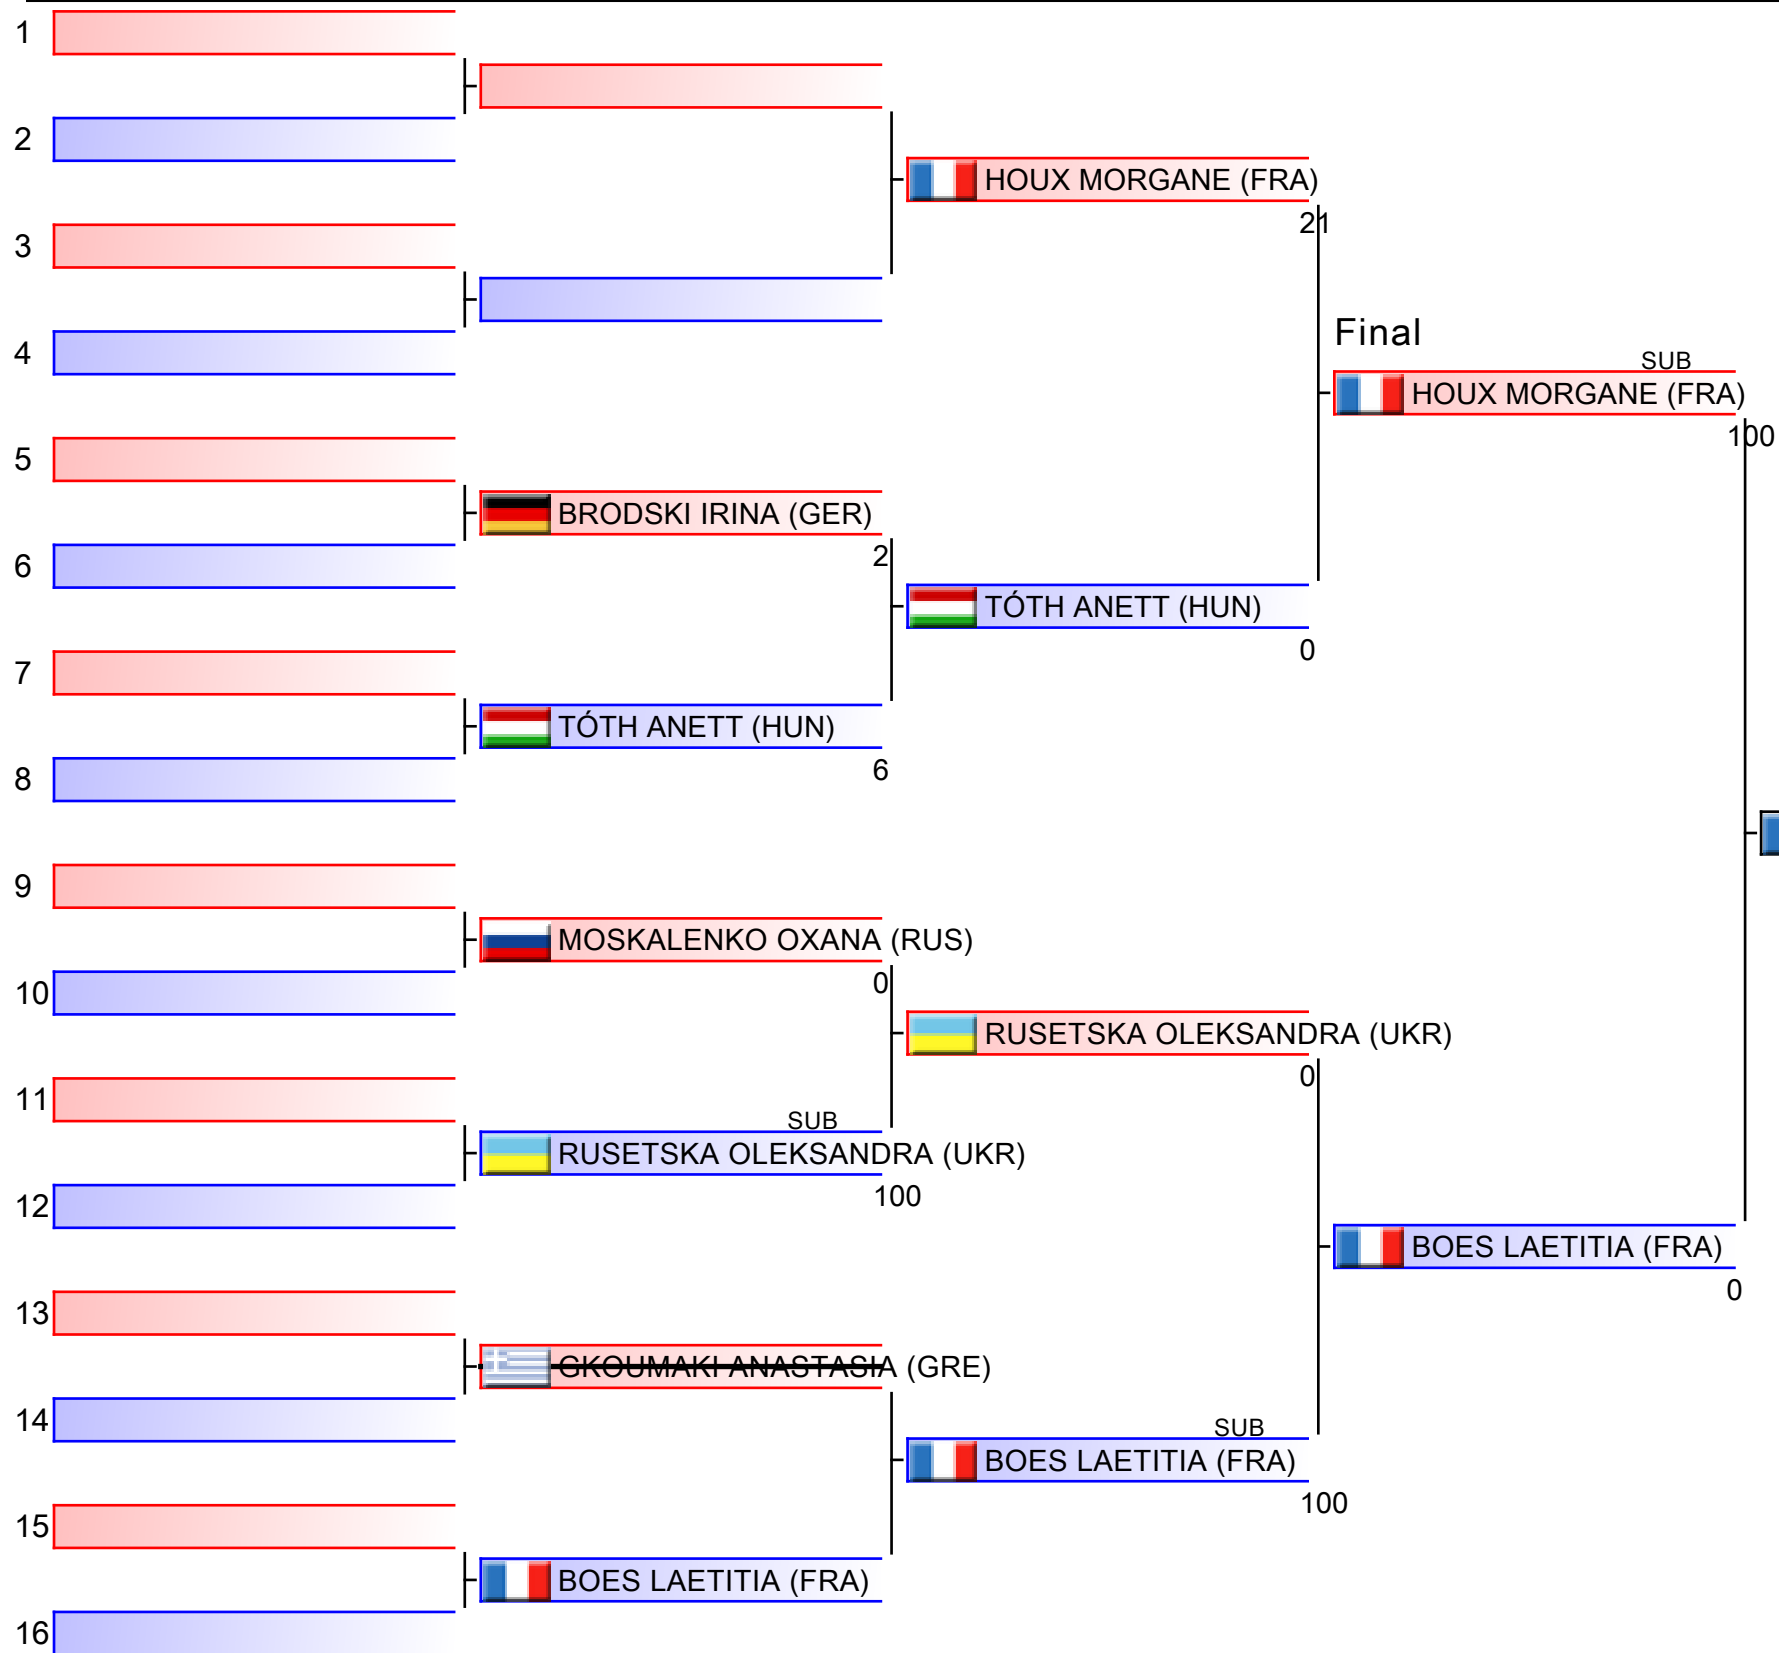 1
2
HOUX MORGANE (FRA)
21
3
4
Final
SUB
HOUX MORGANE (FRA)
100
5
BRODSKI IRINA (GER)
2
6
TÓTH ANETT (HUN)
0
7
TÓTH ANETT (HUN)
6
8
9
MOSKALENKO OXANA (RUS)
0
10
RUSETSKA OLEKSANDRA (UKR)
0
11
SUB
RUSETSKA OLEKSANDRA (UKR)
100
12
BOES LAETITIA (FRA)
0
13
GKOUMAKI ANASTASIA (GRE)
14
SUB
BOES LAETITIA (FRA)
100
15
BOES LAETITIA (FRA)
16